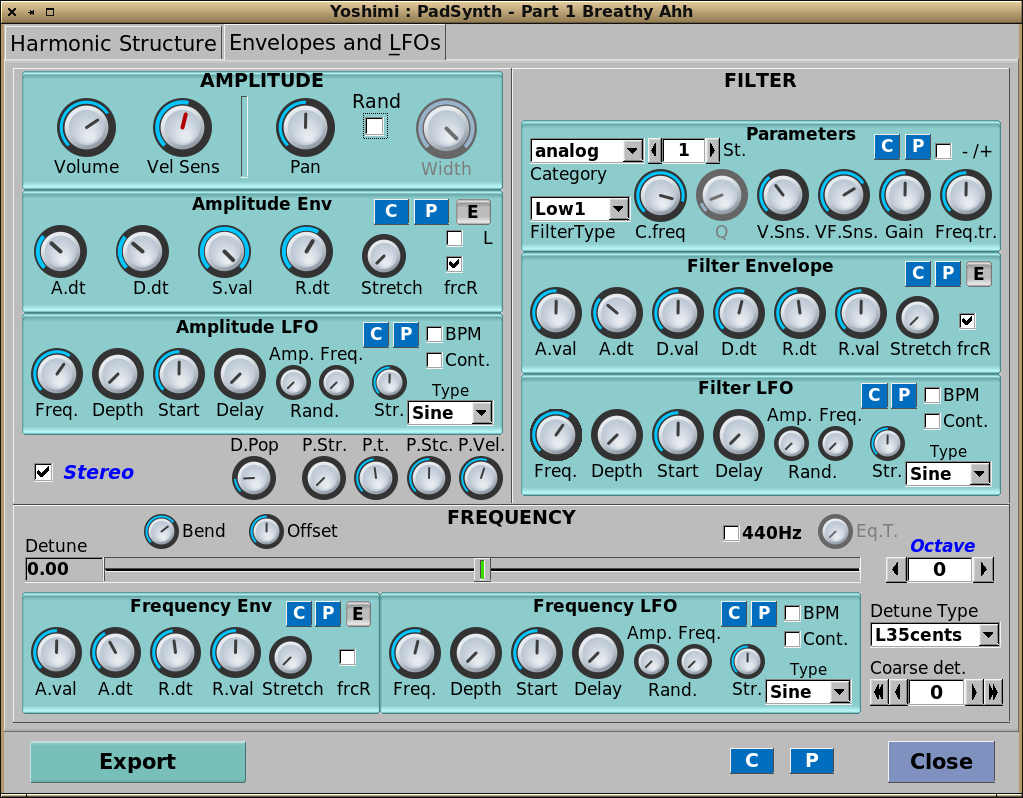 Yoshimi : PadSynth - Part 1 Breathy Ahh
Harmonic Structure
Envelopes and LFOs
AMPLITUDE
Volume
Vel Sens
Pan
Rand
Width
Amplitude Env
C P E
A.dt
D.dt
S.val
R.dt
Stretch
L
frcR
Amplitude LFO
C P
BPM
Cont.
Freq.
Depth
Start
Delay
Amp. Freq.
Rand.
Str.
Type
Sine
Stereo
D.Pop
P.Str.
P.t.
P.Stc.
P.Vel.
FILTER
Parameters
analog
1
St.
C P
- /+
Category
Low1
FilterType
C.freq
Q
V.Sns.
VF.Sns.
Gain
Freq.tr.
Filter Envelope
C P E
A.val
A.dt
D.val
D.dt
R.dt
R.val
Stretch
frcR
Filter LFO
C P
BPM
Cont.
Freq.
Depth
Start
Delay
Amp. Freq.
Rand.
Str.
Type
Sine
FREQUENCY
Bend
Offset
440Hz
Eq.T.
Detune
0.00
Octave
0
Frequency Env
C P E
A.val
A.dt
R.dt
R.val
Stretch
frcR
Frequency LFO
C P
BPM
Cont.
Freq.
Depth
Start
Delay
Amp. Freq.
Rand.
Str.
Type
Sine
Detune Type
L35cents
Coarse det.
0
Export
C P
Close